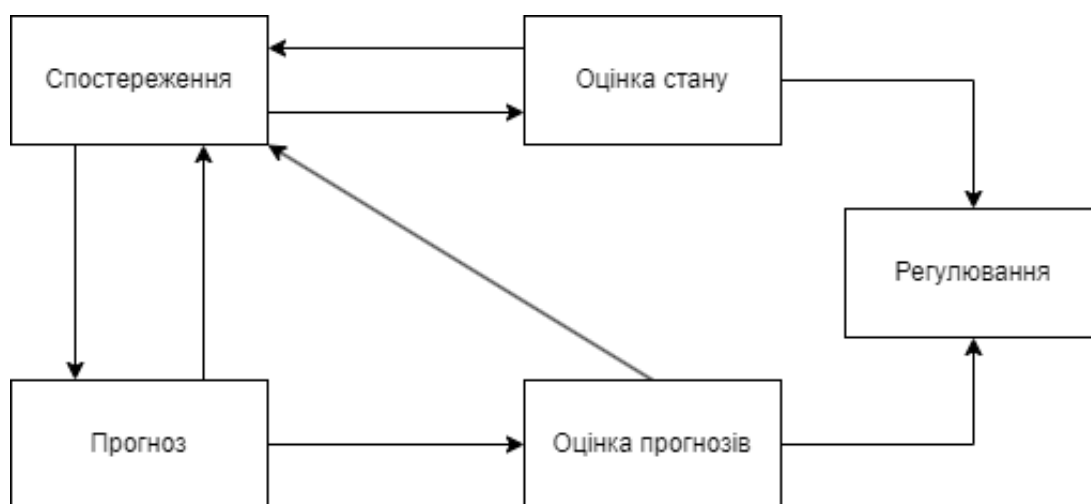 Спостереження
Оцінка стану
Регулювання
Прогноз
Оцінка прогнозів